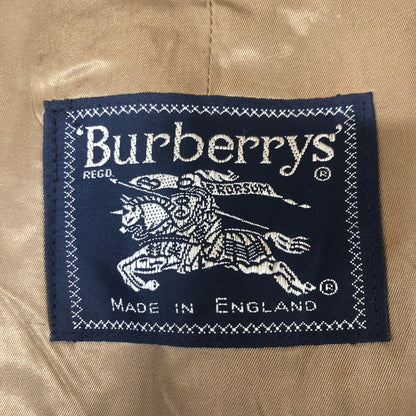 'Burberrys'
REGD. ®
PRORSUM
®
MADE IN ENGLAND